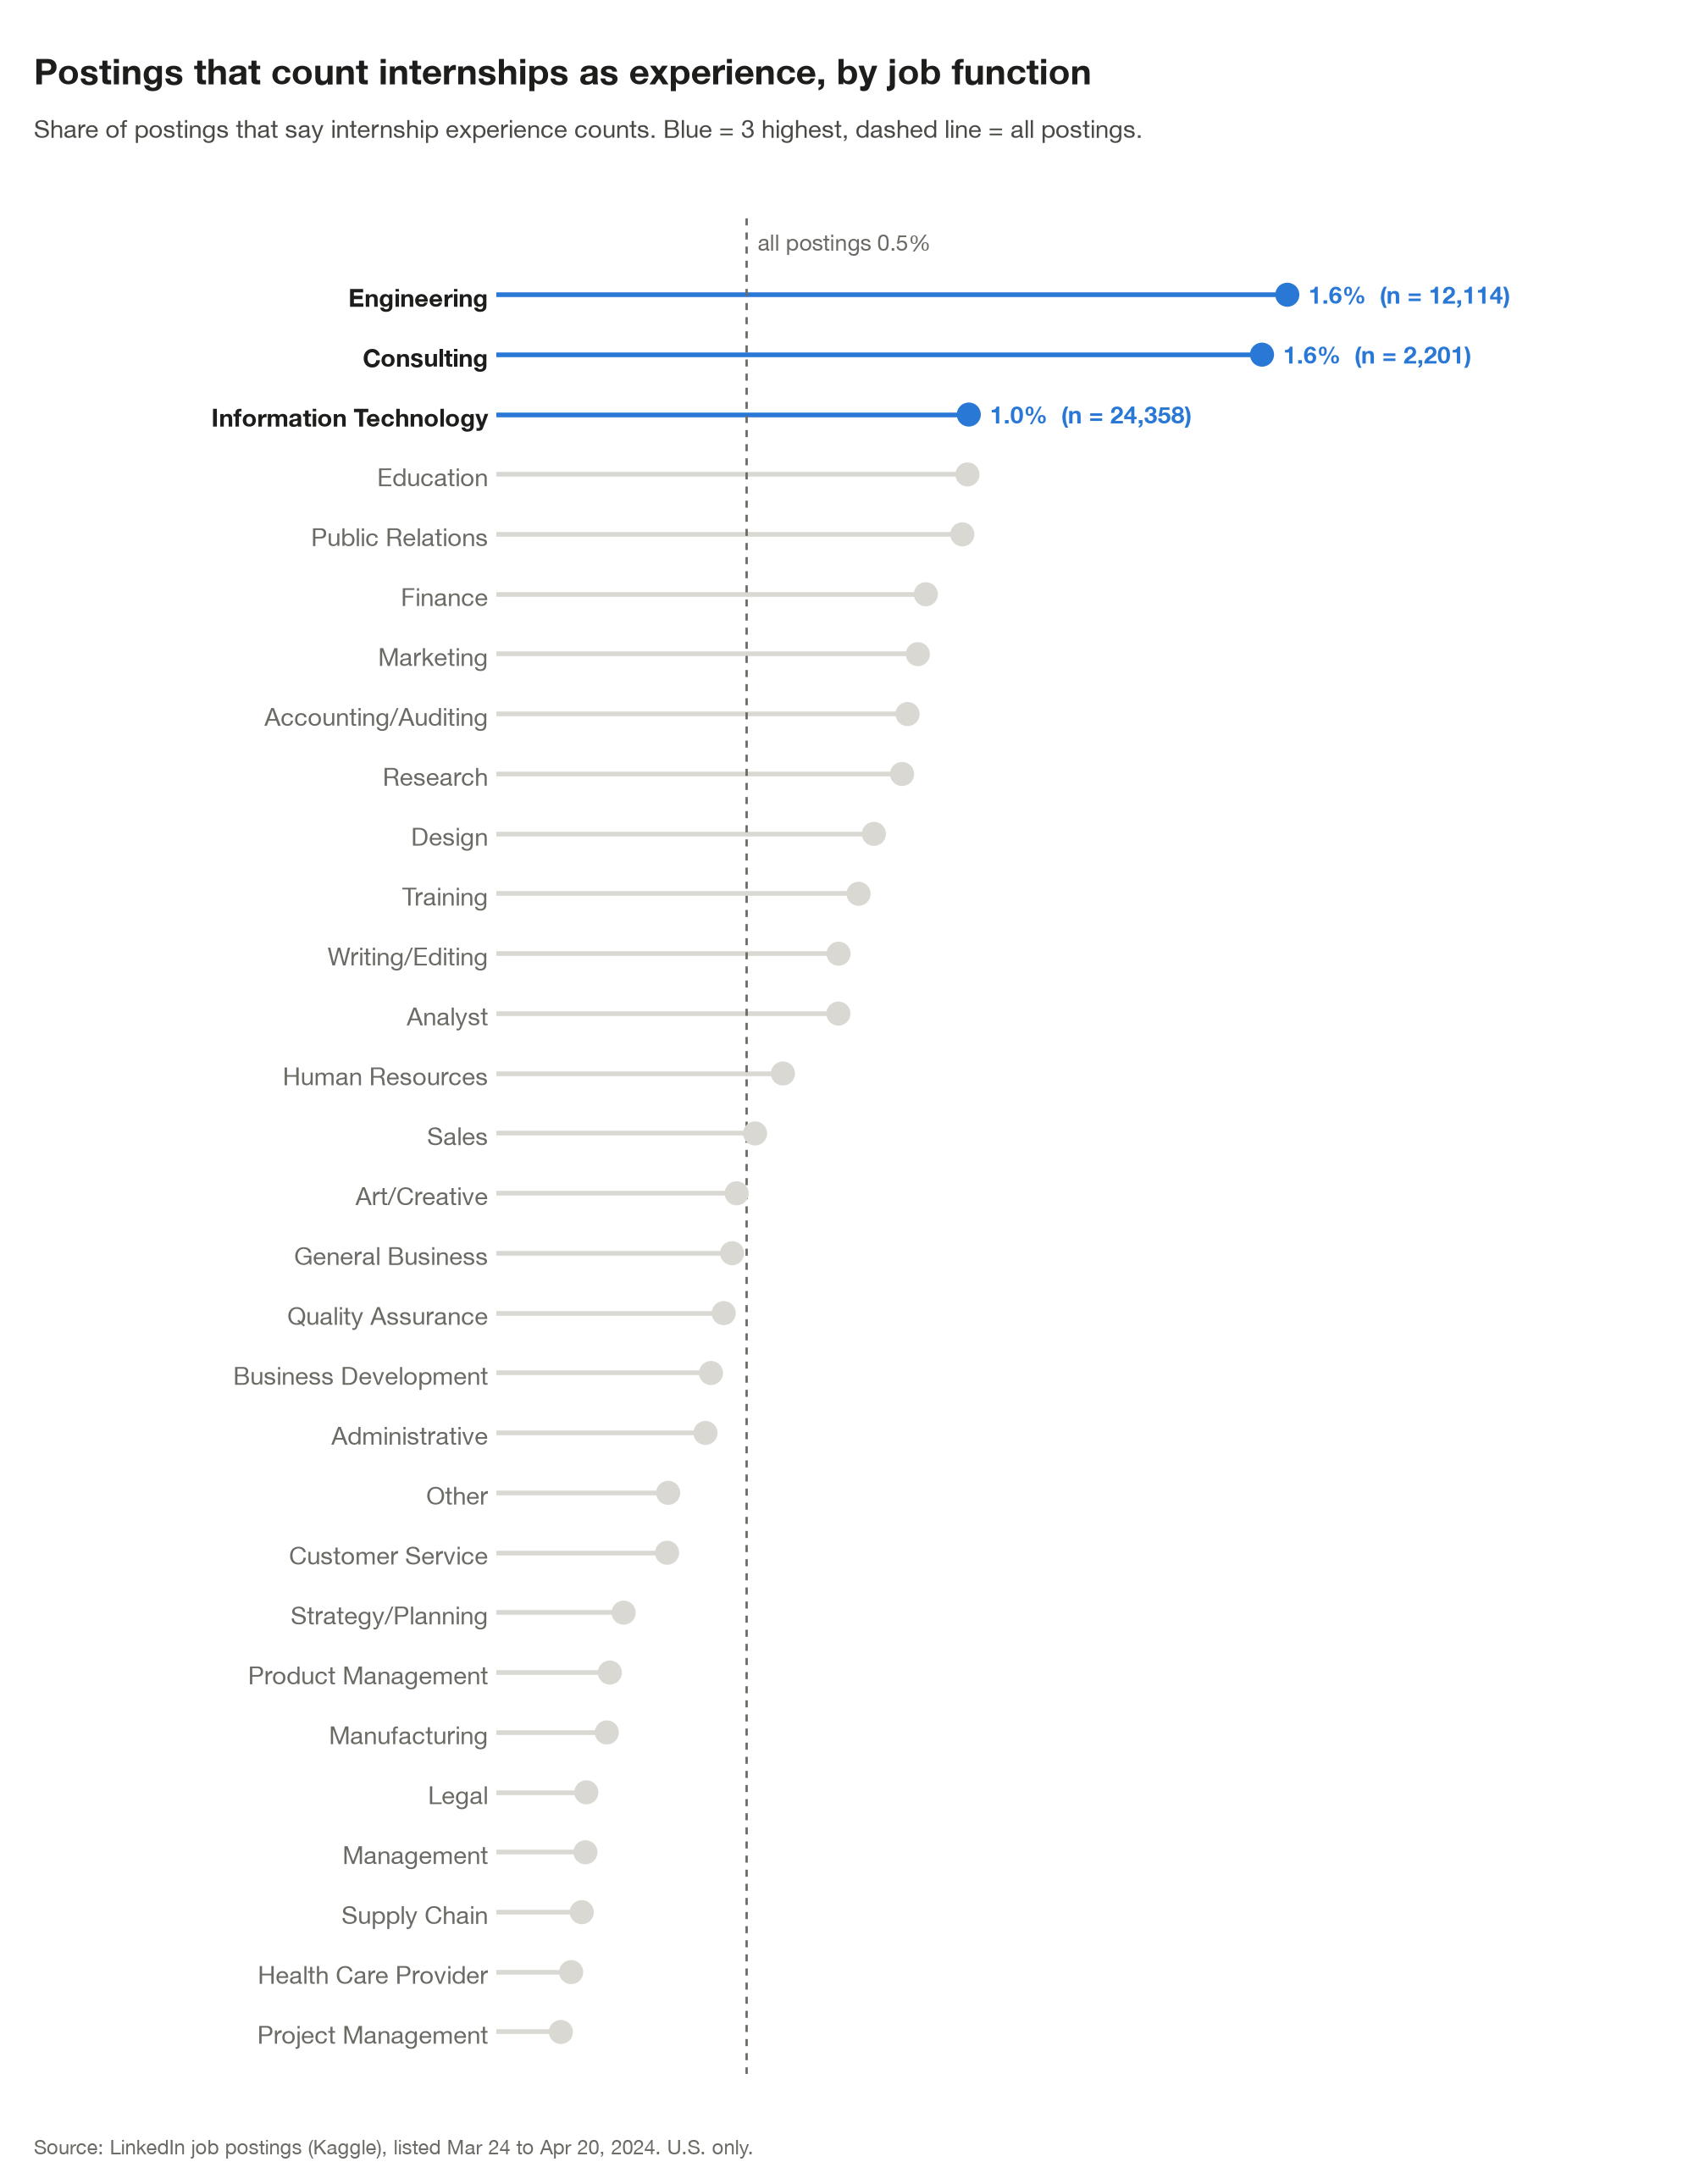 Postings that count internships as experience, by job function
Share of postings that say internship experience counts. Blue = 3 highest, dashed line = all postings.
all postings 0.5%
Engineering 1.6% (n = 12,114)
Consulting 1.6% (n = 2,201)
Information Technology 1.0% (n = 24,358)
Education
Public Relations
Finance
Marketing
Accounting/Auditing
Research
Design
Training
Writing/Editing
Analyst
Human Resources
Sales
Art/Creative
General Business
Quality Assurance
Business Development
Administrative
Other
Customer Service
Strategy/Planning
Product Management
Manufacturing
Legal
Management
Supply Chain
Health Care Provider
Project Management
Source: LinkedIn job postings (Kaggle), listed Mar 24 to Apr 20, 2024. U.S. only.